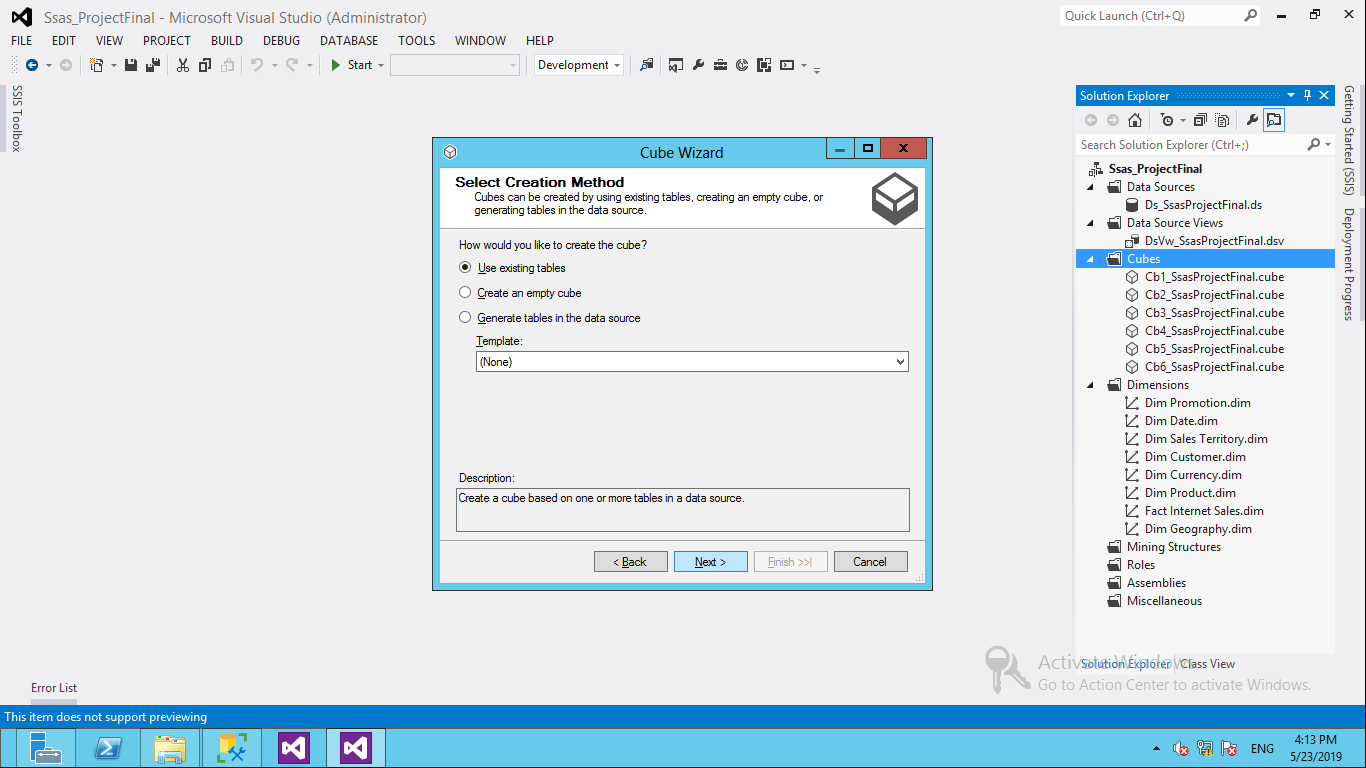 Ssas_ProjectFinal - Microsoft Visual Studio (Administrator)
Quick Launch (Ctrl+Q)
FILE EDIT VIEW PROJECT BUILD DEBUG DATABASE TOOLS WINDOW HELP
Start
Development
SSIS Toolbox
Cube Wizard
Select Creation Method
Cubes can be created by using existing tables, creating an empty cube, or
generating tables in the data source.
How would you like to create the cube?
Use existing tables
Create an empty cube
Generate tables in the data source
Template:
(None)
Description:
Create a cube based on one or more tables in a data source.
< Back
Next >
Finish >>|
Cancel
Solution Explorer
Search Solution Explorer (Ctrl+;)
Ssas_ProjectFinal
Data Sources
Ds_SsasProjectFinal.ds
Data Source Views
DsVw_SsasProjectFinal.dsv
Cubes
Cb1_SsasProjectFinal.cube
Cb2_SsasProjectFinal.cube
Cb3_SsasProjectFinal.cube
Cb4_SsasProjectFinal.cube
Cb5_SsasProjectFinal.cube
Cb6_SsasProjectFinal.cube
Dimensions
Dim Promotion.dim
Dim Date.dim
Dim Sales Territory.dim
Dim Customer.dim
Dim Currency.dim
Dim Product.dim
Fact Internet Sales.dim
Dim Geography.dim
Mining Structures
Roles
Assemblies
Miscellaneous
Solution Explorer Class View
Getting Started (SSIS)
Deployment Progress
Activate Windows
Go to Action Center to activate Windows.
Error List
This item does not support previewing
ENG
4:13 PM
5/23/2019